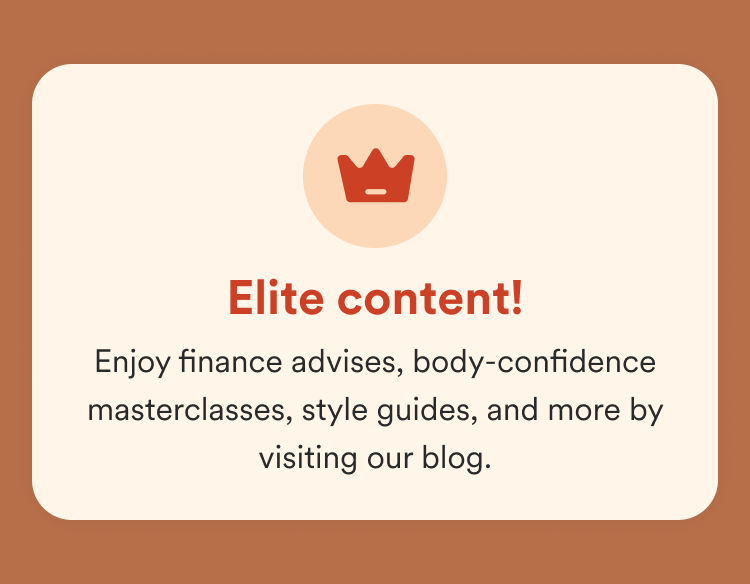 Elite content!
Enjoy finance advises, body-confidence
masterclasses, style guides, and more by
visiting our blog.